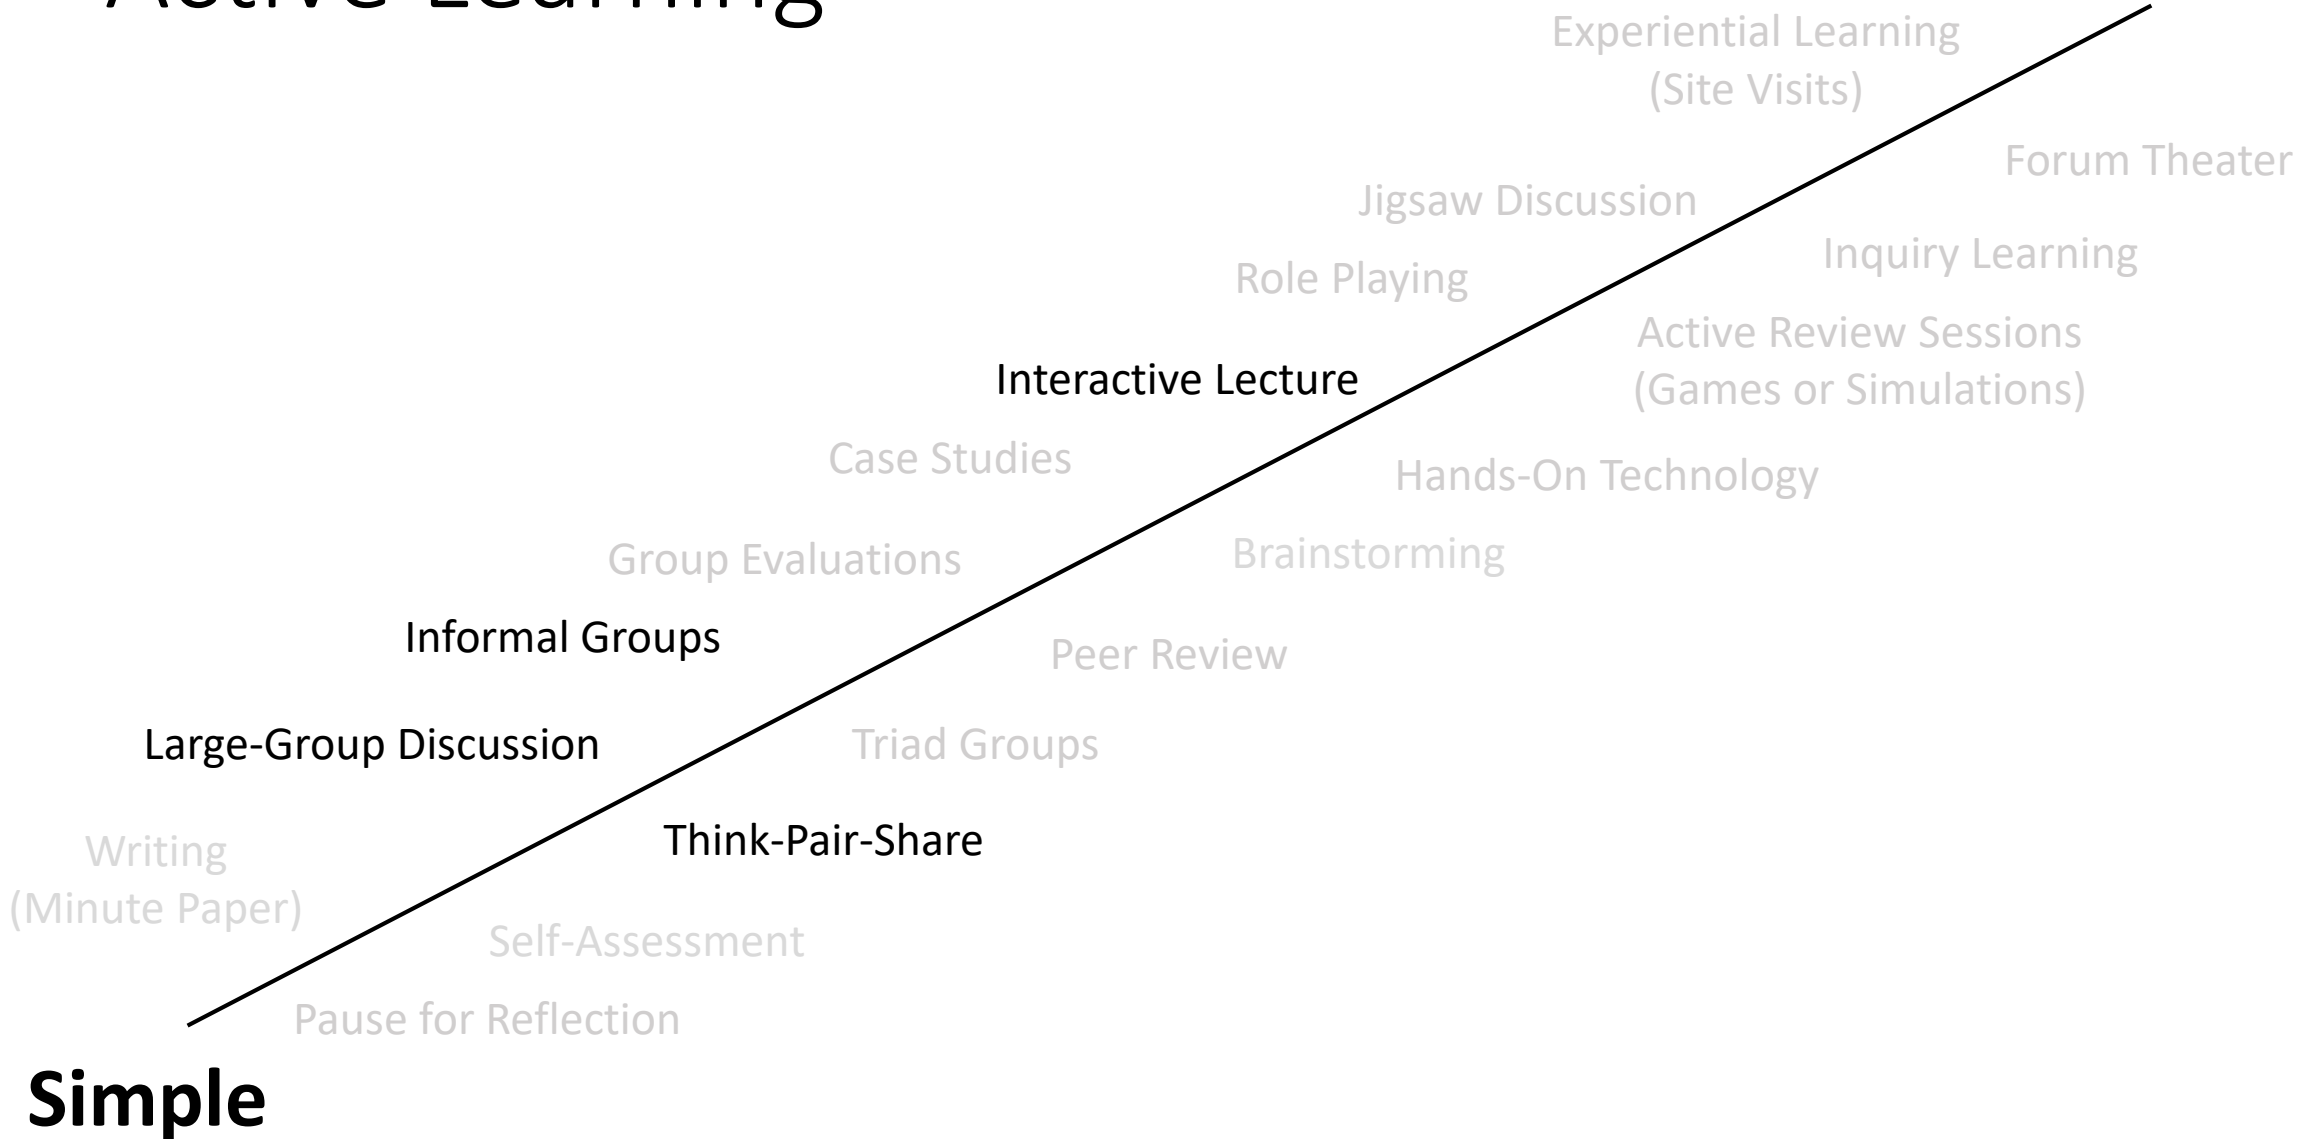 Active Learning
Experiential Learning
(Site Visits)
Forum Theater
Jigsaw Discussion
Inquiry Learning
Role Playing
Active Review Sessions
(Games or Simulations)
Interactive Lecture
Case Studies
Hands-On Technology
Group Evaluations
Brainstorming
Informal Groups
Peer Review
Large-Group Discussion
Triad Groups
Think-Pair-Share
Writing
(Minute Paper)
Self-Assessment
Pause for Reflection
Simple